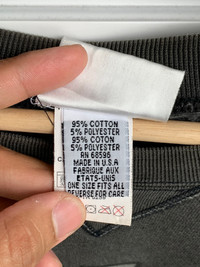 95% COTTON
5% POLYESTER
95% COTON
5% POLYESTER
RN 68596
MADE IN U.S.A
FABRIQUE AUX
ETATS-UNIS
ONE SIZE FITS ALL
REVERSE FOR CARE